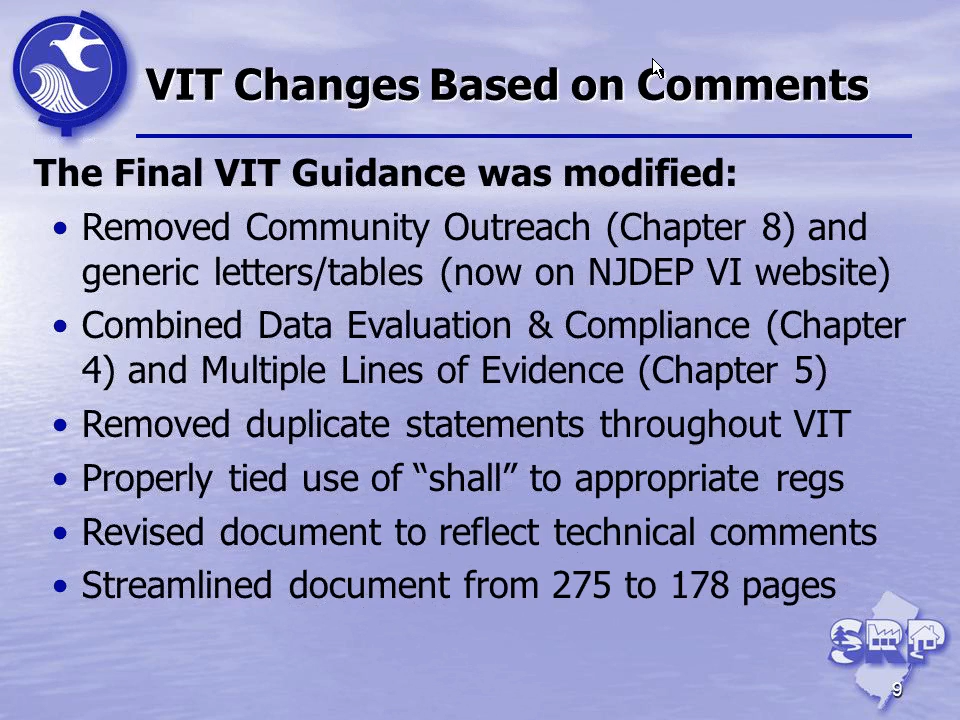 VIT Changes Based on Comments
The Final VIT Guidance was modified:
• Removed Community Outreach (Chapter 8) and
generic letters/tables (now on NJDEP VI website)
• Combined Data Evaluation & Compliance (Chapter
4) and Multiple Lines of Evidence (Chapter 5)
• Removed duplicate statements throughout VIT
• Properly tied use of “shall” to appropriate regs
• Revised document to reflect technical comments
• Streamlined document from 275 to 178 pages
SRP
9